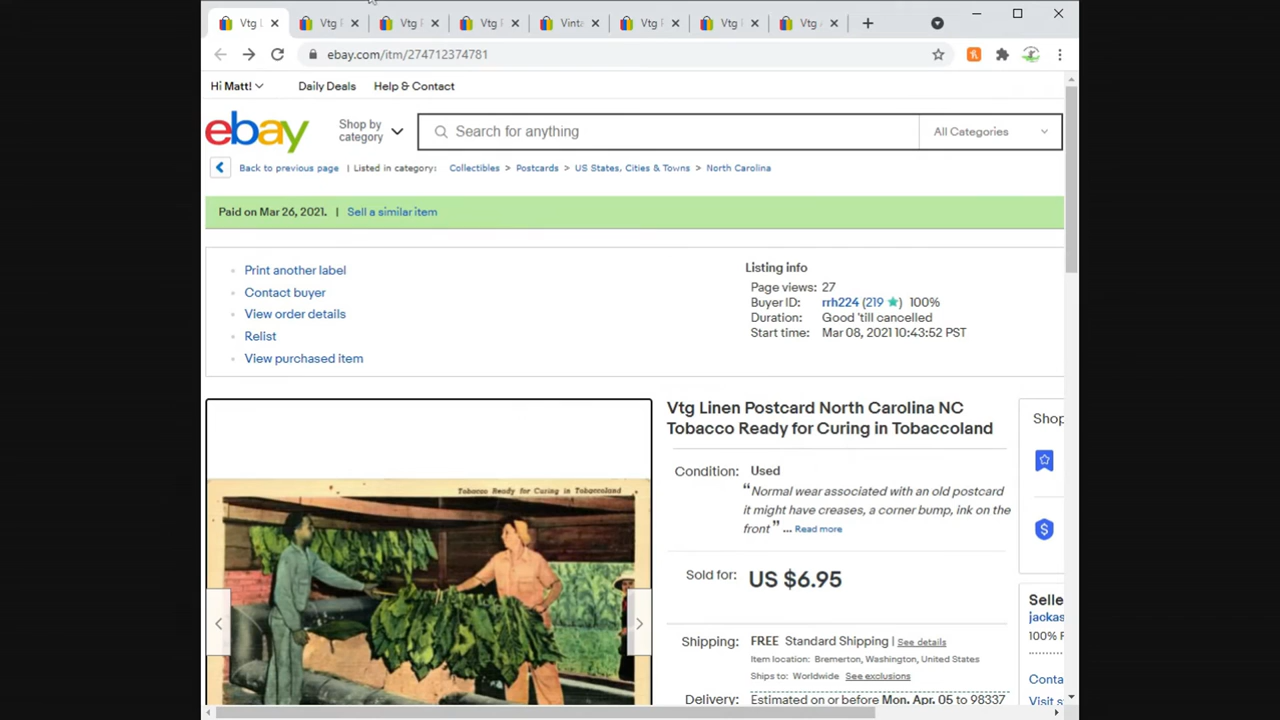 Vtg L
Vtg F
Vtg F
Vtg F
Vinta
Vtg F
Vtg F
Vtg A
ebay.com/itm/274712374781
Hi Matt!
Daily Deals
Help & Contact
ebay
Shop by
category
Search for anything
All Categories
Back to previous page | Listed in category: Collectibles > Postcards > US States, Cities & Towns > North Carolina
Paid on Mar 26, 2021. | Sell a similar item
Print another label
Contact buyer
View order details
Relist
View purchased item
Listing info
Page views: 27
Buyer ID: rrh224 (219 ★) 100%
Duration: Good 'till cancelled
Start time: Mar 08, 2021 10:43:52 PST
Tobacco Ready for Curing in Tobaccoland
Vtg Linen Postcard North Carolina NC
Tobacco Ready for Curing in Tobaccoland
Condition: Used
“Normal wear associated with an old postcard
it might have creases, a corner bump, ink on the
front” ... Read more
Sold for: US $6.95
Shipping: FREE Standard Shipping | See details
Item location: Bremerton, Washington, United States
Ships to: Worldwide See exclusions
Delivery: Estimated on or before Mon. Apr. 05 to 98337
Shop
Selle
jackas
100% F
Conta
Visit s